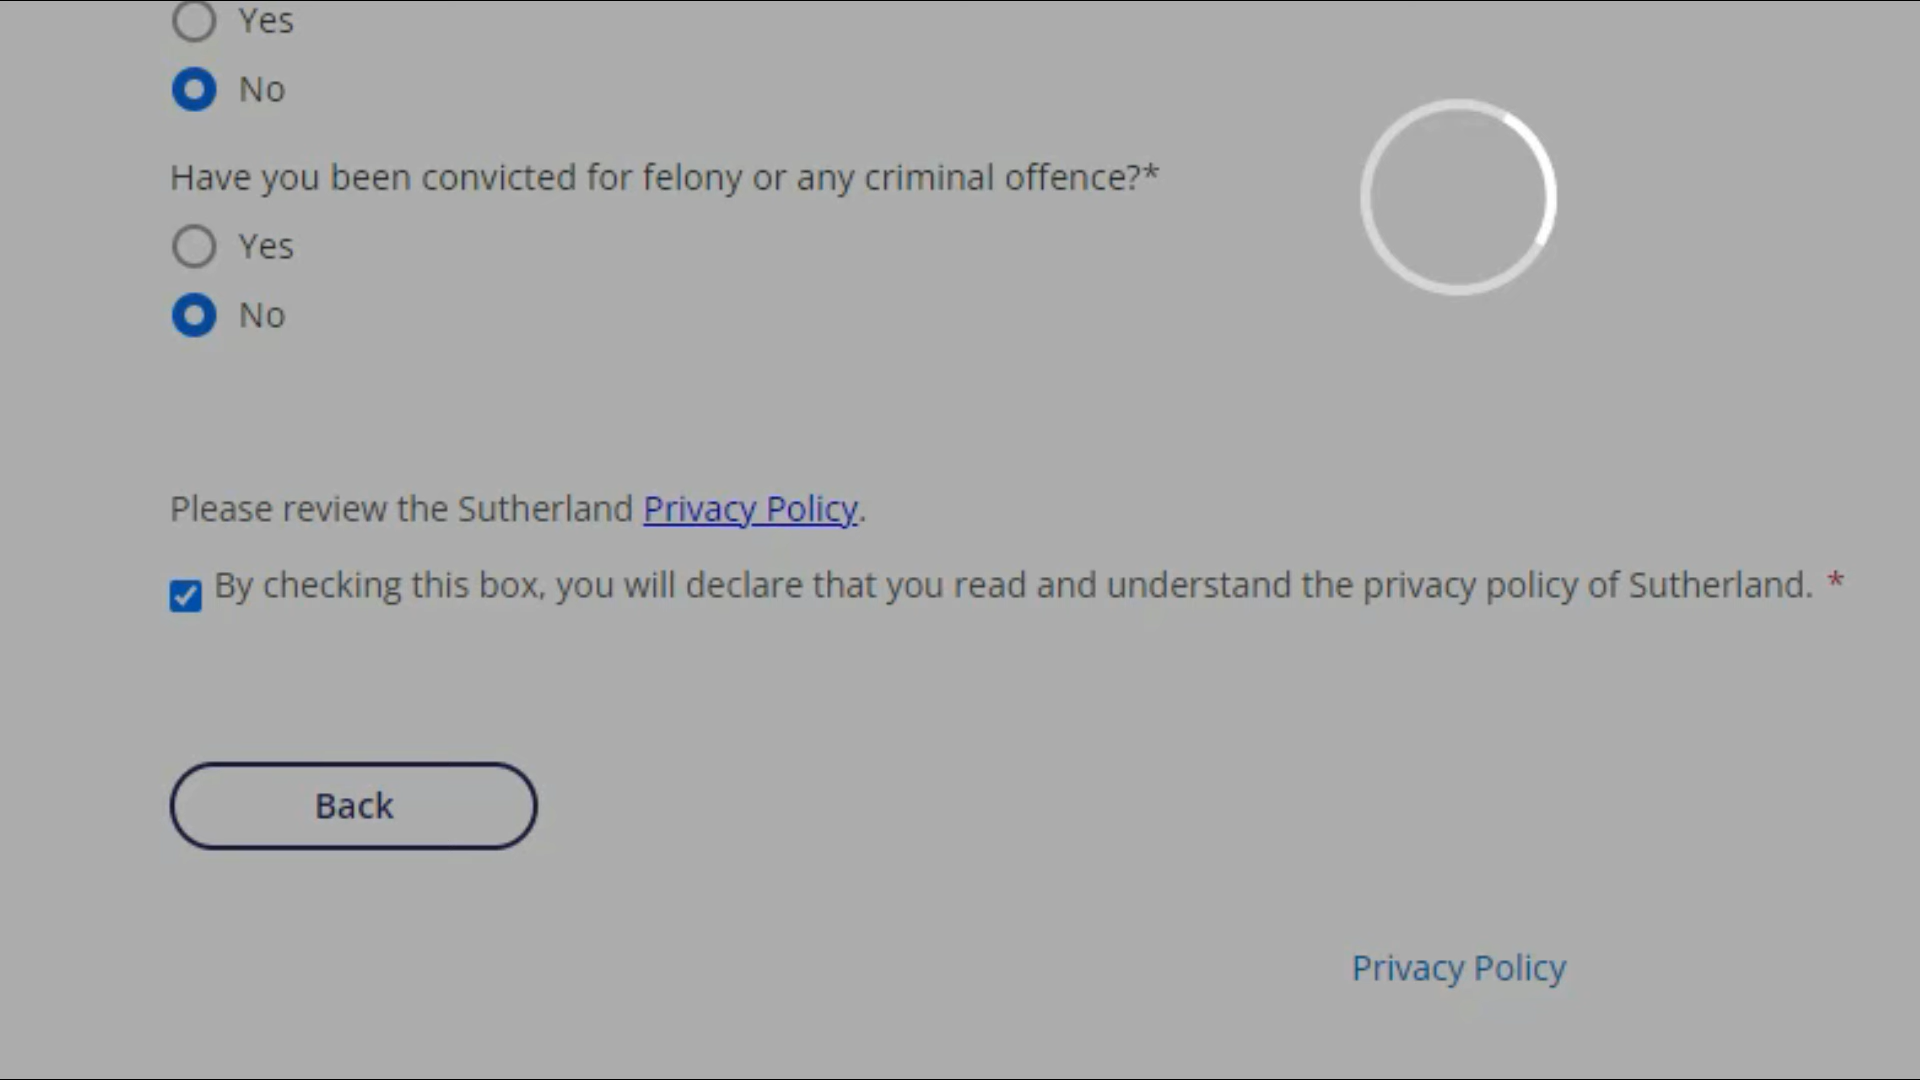 Yes
No
Have you been convicted for felony or any criminal offence?*
Yes
No
Please review the Sutherland Privacy Policy.
By checking this box, you will declare that you read and understand the privacy policy of Sutherland. *
Back
Privacy Policy